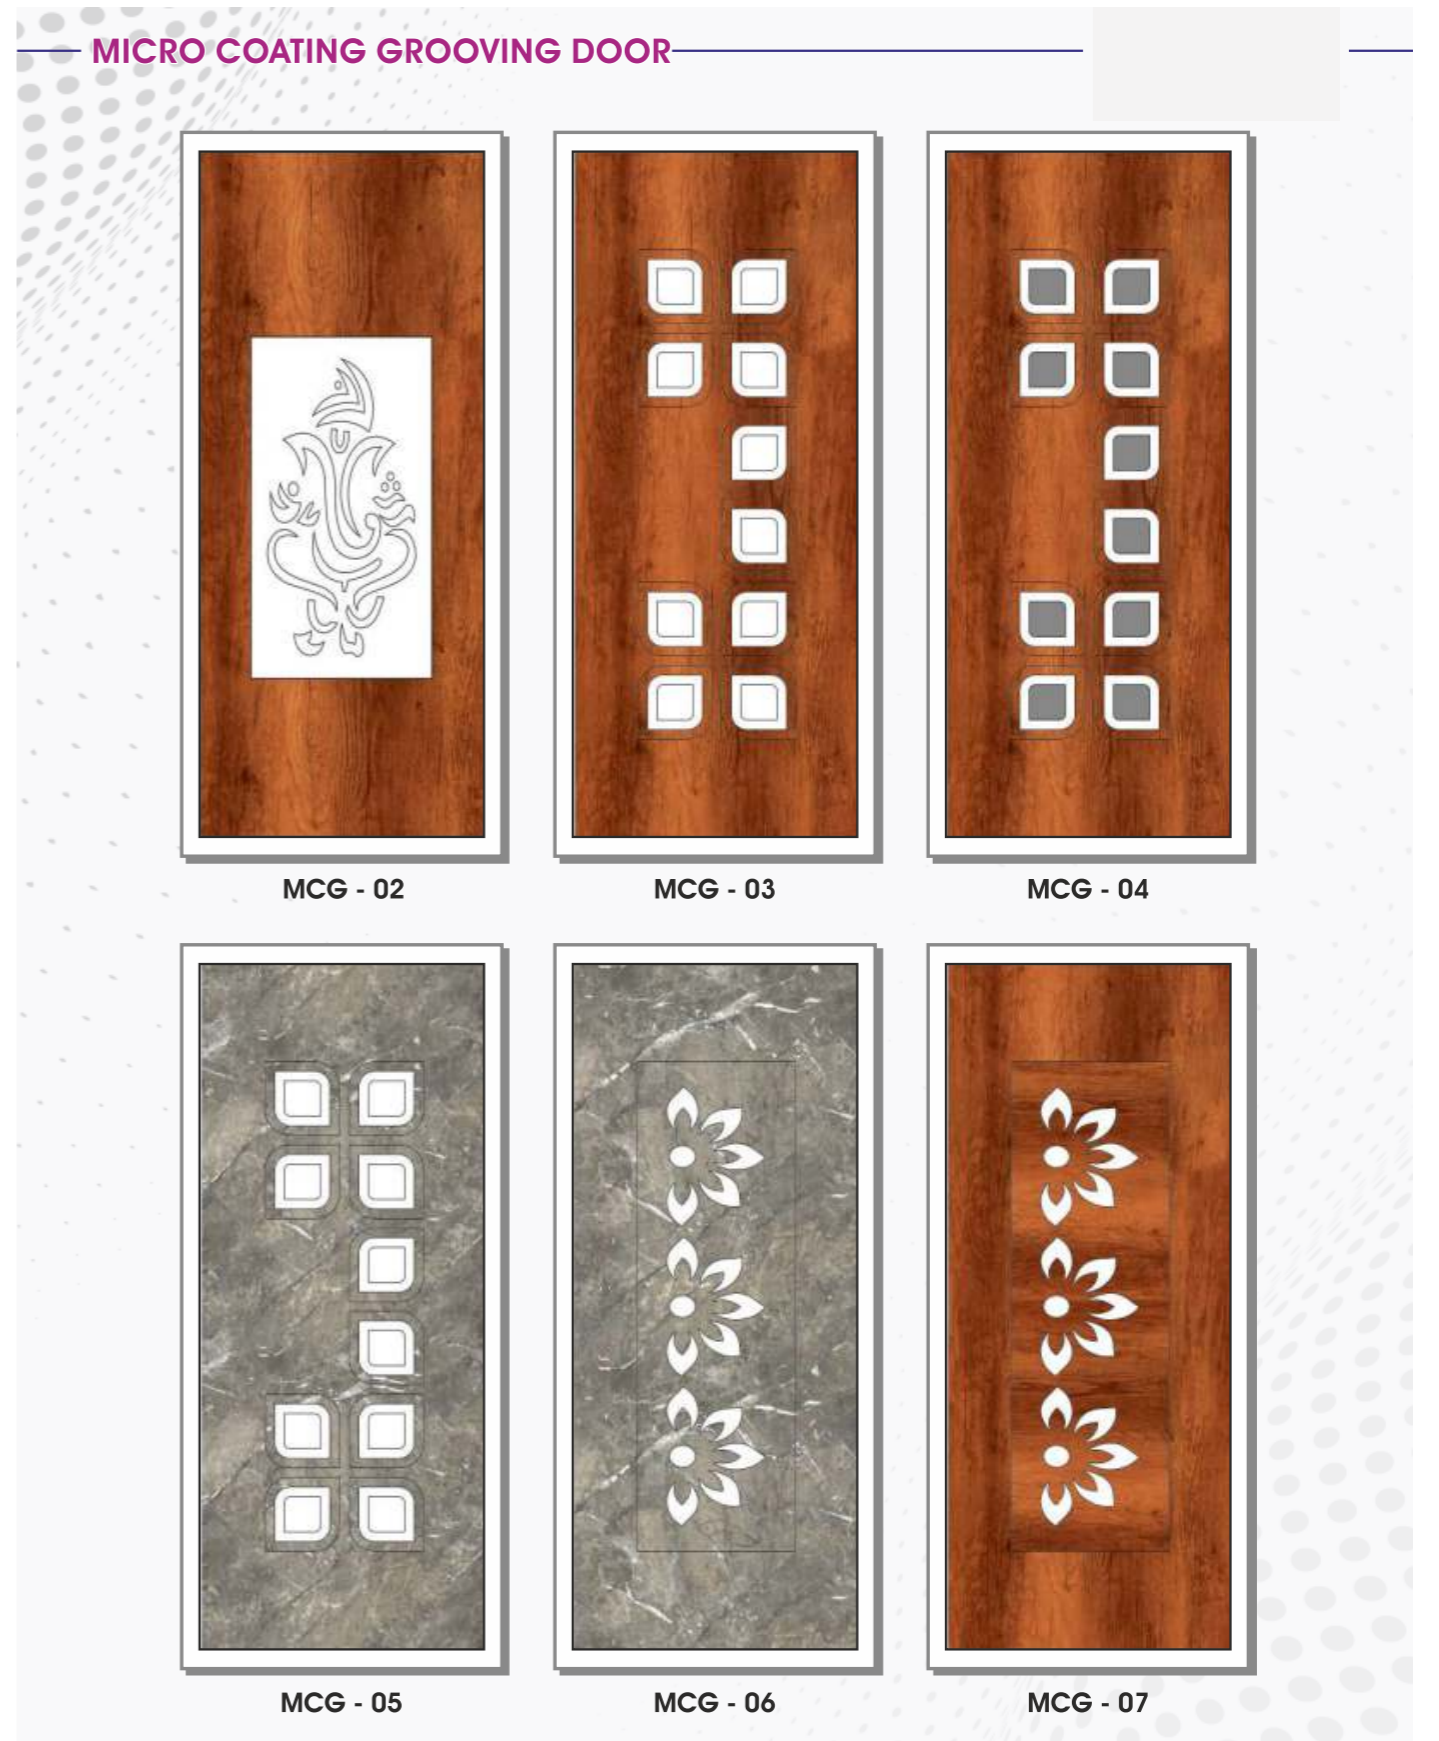 MICRO COATING GROOVING DOOR
MCG - 02
MCG - 03
MCG - 04
MCG - 05
MCG - 06
MCG - 07